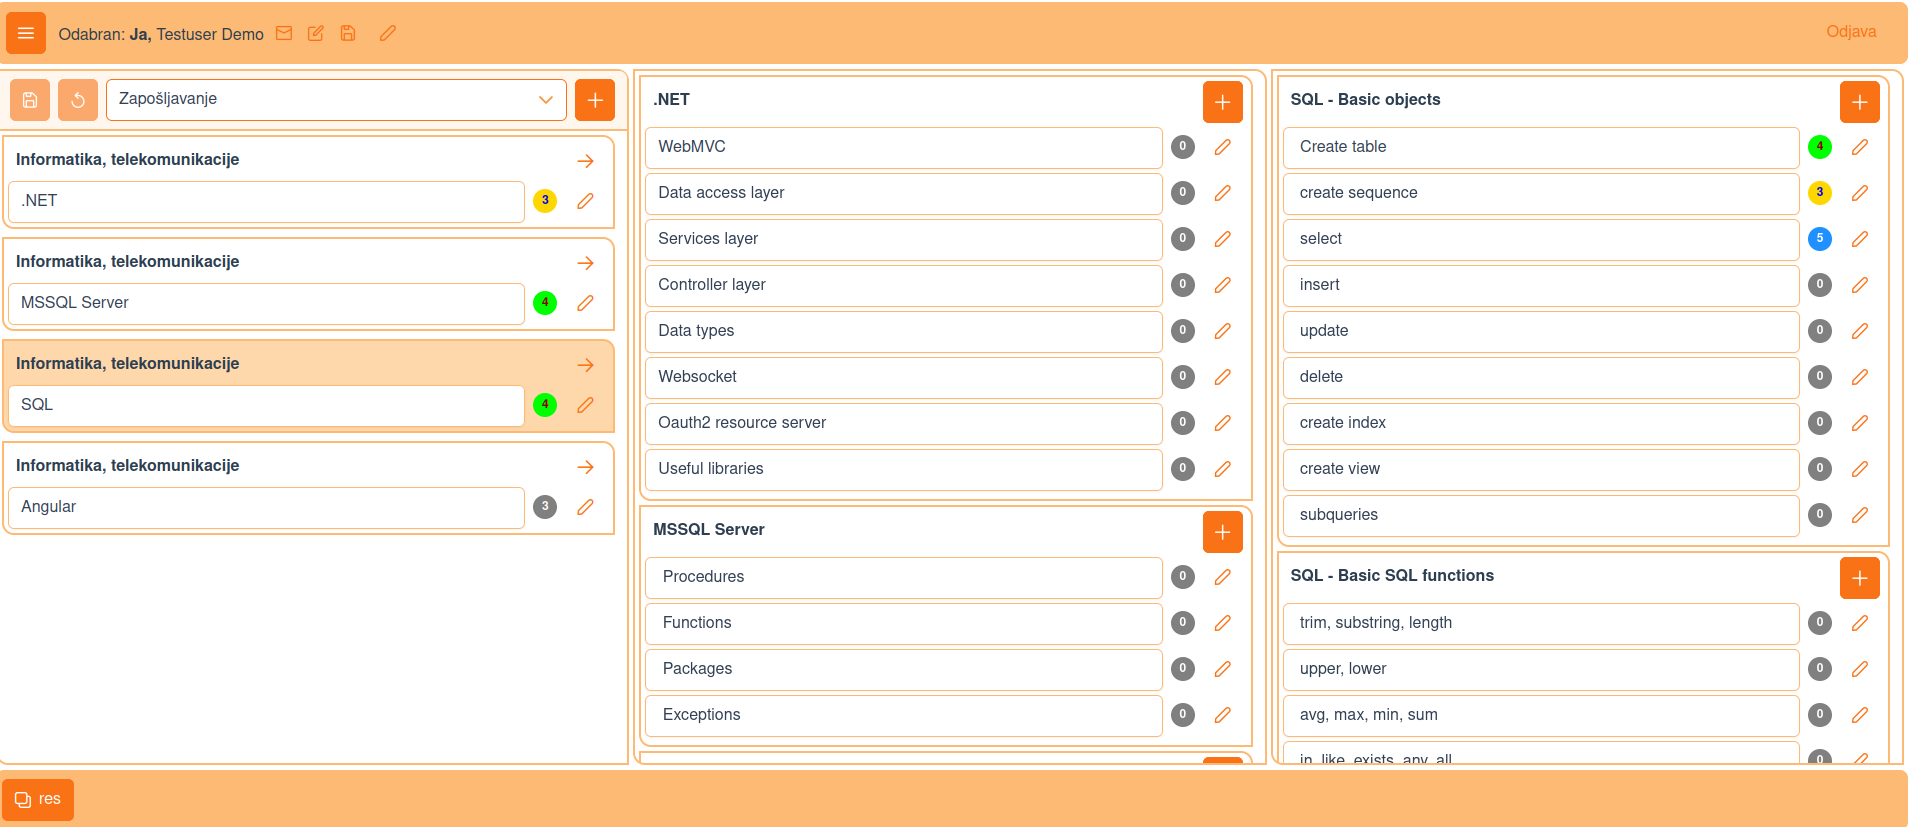 Odabran: Ja, Testuser Demo
Odjava
Zapošljavanje
Informatika, telekomunikacije
.NET
3
Informatika, telekomunikacije
MSSQL Server
4
Informatika, telekomunikacije
SQL
4
Informatika, telekomunikacije
Angular
3
.NET
WebMVC
0
Data access layer
0
Services layer
0
Controller layer
0
Data types
0
Websocket
0
Oauth2 resource server
0
Useful libraries
0
MSSQL Server
Procedures
0
Functions
0
Packages
0
Exceptions
0
SQL - Basic objects
Create table
4
create sequence
3
select
5
insert
0
update
0
delete
0
create index
0
create view
0
subqueries
0
SQL - Basic SQL functions
trim, substring, length
0
upper, lower
0
avg, max, min, sum
0
in, like, exists, any, all
0
res